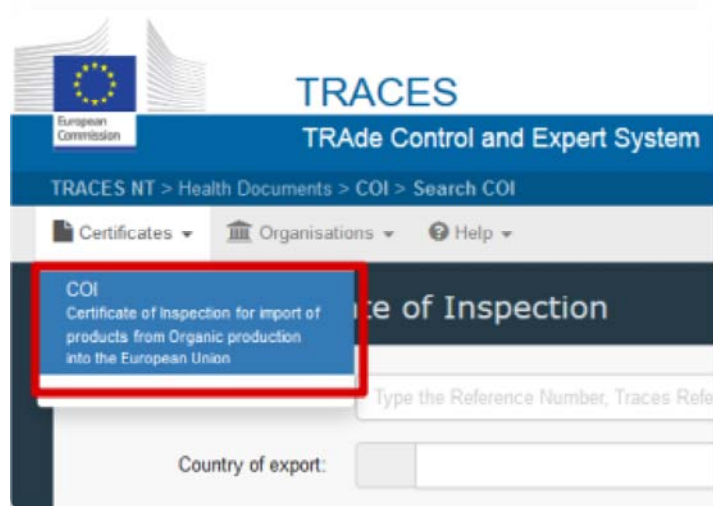 TRACES
European
Commission
TRAde Control and Expert System
TRACES NT > Health Documents > COI > Search COI
Certificates
Organisations
Help
COI
Certificate of Inspection for import of
products from Organic production
into the European Union
te of Inspection
Type the Reference Number, Traces Refe
Country of export: